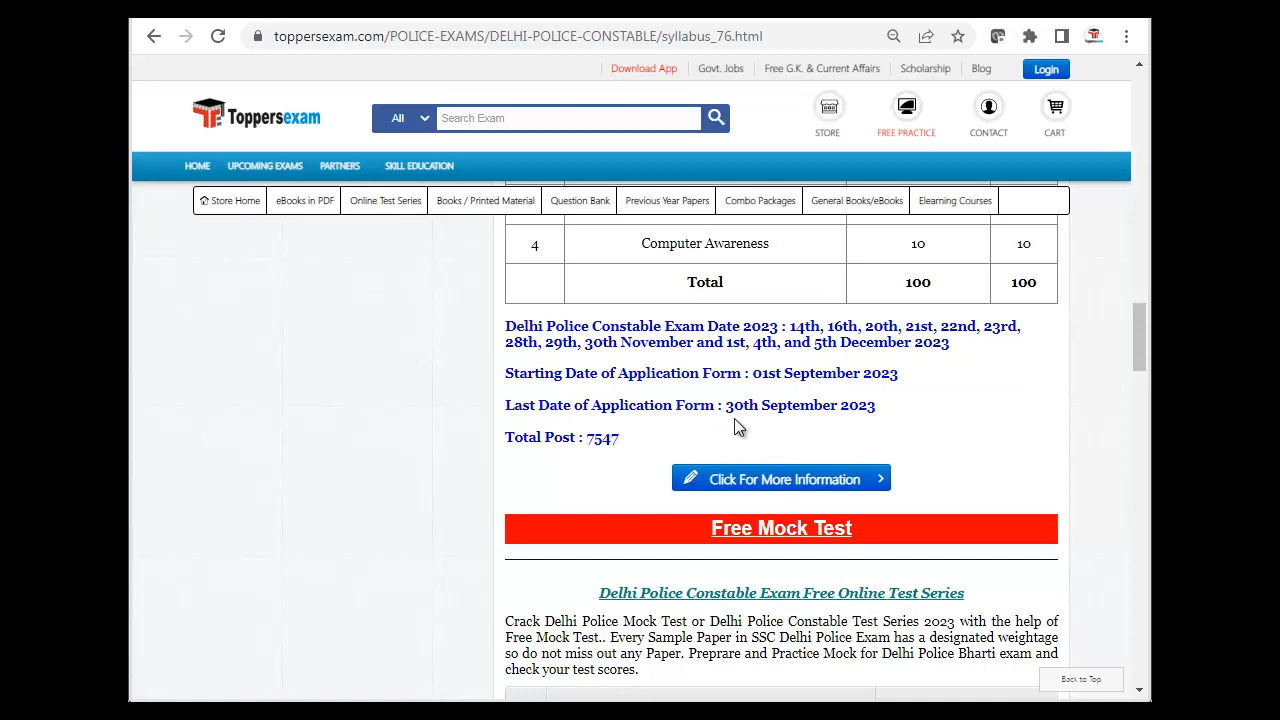 toppersexam.com/POLICE-EXAMS/DELHI-POLICE-CONSTABLE/syllabus_76.html
Download App Govt. Jobs Free G.K. & Current Affairs Scholarship Blog Login
Toppersexam All Search Exam
STORE FREE PRACTICE CONTACT CART
HOME UPCOMING EXAMS PARTNERS SKILL EDUCATION
Store Home eBooks in PDF Online Test Series Books / Printed Material Question Bank Previous Year Papers Combo Packages General Books/eBooks Elearning Courses
4 Computer Awareness 10 10
Total 100 100
Delhi Police Constable Exam Date 2023 : 14th, 16th, 20th, 21st, 22nd, 23rd,
28th, 29th, 30th November and 1st, 4th, and 5th December 2023
Starting Date of Application Form : 01st September 2023
Last Date of Application Form : 30th September 2023
Total Post : 7547
Click For More Information
Free Mock Test
Delhi Police Constable Exam Free Online Test Series
Crack Delhi Police Mock Test or Delhi Police Constable Test Series 2023 with the help of
Free Mock Test.. Every Sample Paper in SSC Delhi Police Exam has a designated weightage
so do not miss out any Paper. Preprare and Practice Mock for Delhi Police Bharti exam and
check your test scores.
Back to Top